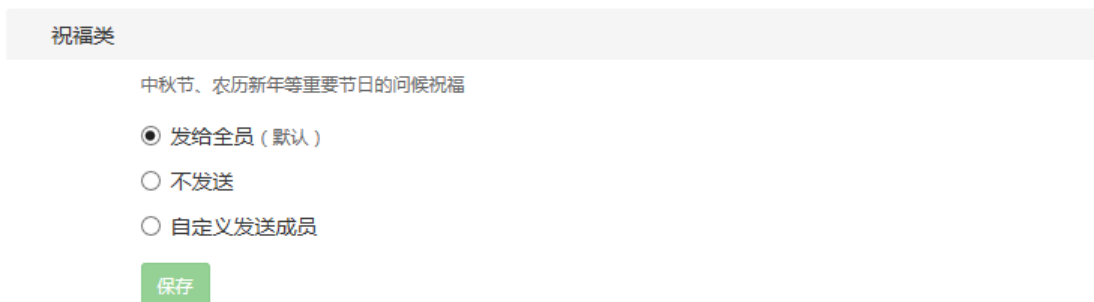 祝福类
中秋节、农历新年等重要节日的问候祝福
发给全员（默认）
不发送
自定义发送成员
保存